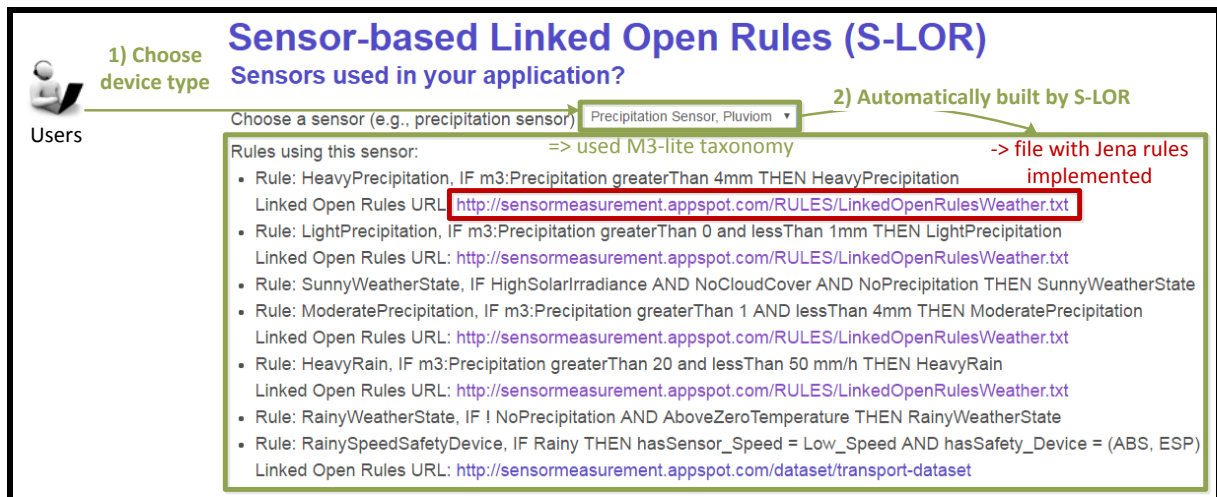 Sensor-based Linked Open Rules (S-LOR)
1) Choose
device type
Sensors used in your application?
Users
2) Automatically built by S-LOR
Choose a sensor (e.g., precipitation sensor) Precipitation Sensor, Pluviom
=> used M3-lite taxonomy
-> file with Jena rules
implemented
Rules using this sensor:
• Rule: HeavyPrecipitation, IF m3:Precipitation greaterThan 4mm THEN HeavyPrecipitation
Linked Open Rules URL: http://sensormeasurement.appspot.com/RULES/LinkedOpenRulesWeather.txt
• Rule: LightPrecipitation, IF m3:Precipitation greaterThan 0 and lessThan 1mm THEN LightPrecipitation
Linked Open Rules URL: http://sensormeasurement.appspot.com/RULES/LinkedOpenRulesWeather.txt
• Rule: SunnyWeatherState, IF HighSolarIrradiance AND NoCloudCover AND NoPrecipitation THEN SunnyWeatherState
• Rule: ModeratePrecipitation, IF m3:Precipitation greaterThan 1 AND lessThan 4mm THEN ModeratePrecipitation
Linked Open Rules URL: http://sensormeasurement.appspot.com/RULES/LinkedOpenRulesWeather.txt
• Rule: HeavyRain, IF m3:Precipitation greaterThan 20 and lessThan 50 mm/h THEN HeavyRain
Linked Open Rules URL: http://sensormeasurement.appspot.com/RULES/LinkedOpenRulesWeather.txt
• Rule: RainyWeatherState, IF ! NoPrecipitation AND AboveZeroTemperature THEN RainyWeatherState
• Rule: RainySpeedSafetyDevice, IF Rainy THEN hasSensor_Speed = Low_Speed AND hasSafety_Device = (ABS, ESP)
Linked Open Rules URL: http://sensormeasurement.appspot.com/dataset/transport-dataset